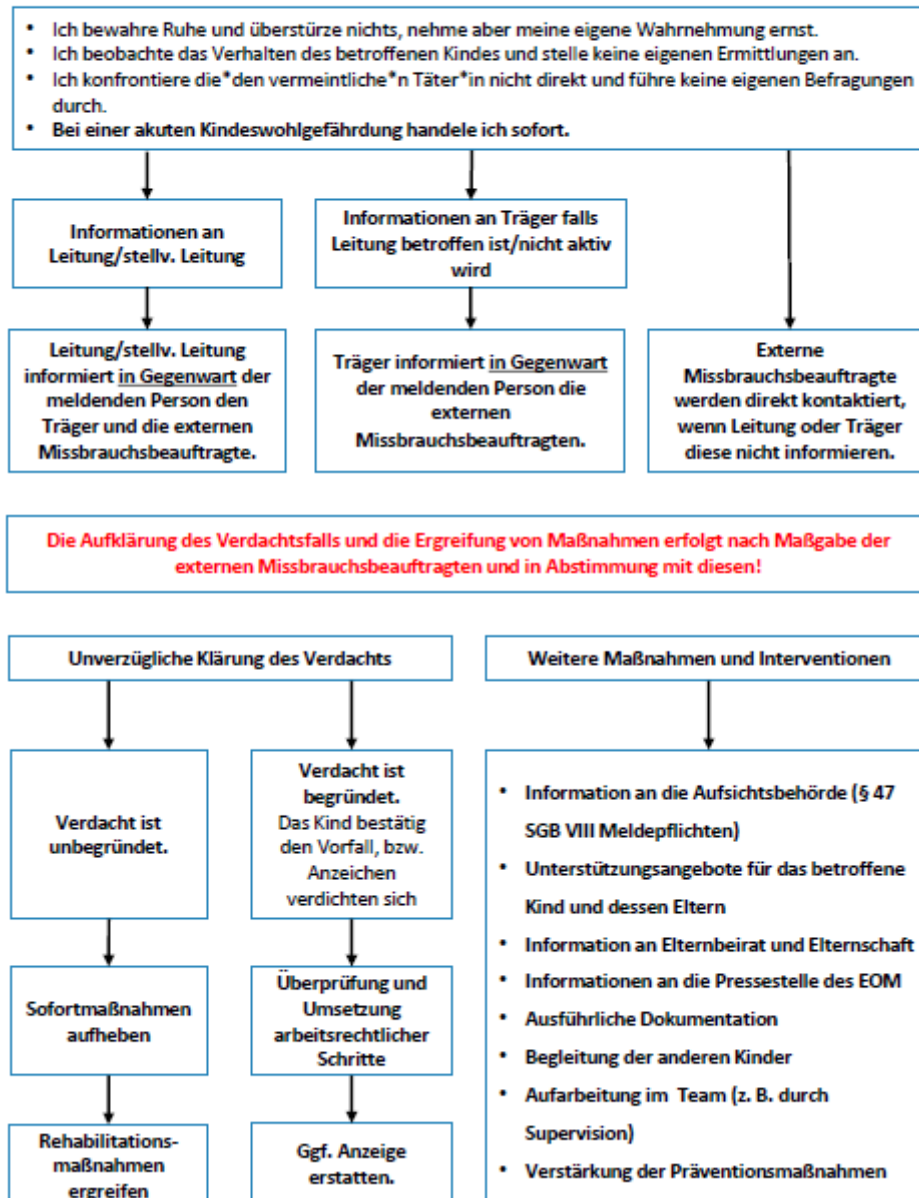 • Ich bewahre Ruhe und überstürze nichts, nehme aber meine eigene Wahrnehmung ernst.
• Ich beobachte das Verhalten des betroffenen Kindes und stelle keine eigenen Ermittlungen an.
• Ich konfrontiere die*den vermeintliche*n Täter*in nicht direkt und führe keine eigenen Befragungen
durch.
• Bei einer akuten Kindeswohlgefährdung handele ich sofort.
Informationen an
Leitung/stellv. Leitung
Informationen an Träger falls
Leitung betroffen ist/nicht aktiv
wird
Leitung/stellv. Leitung
informiert in Gegenwart der
meldenden Person den
Träger und die externen
Missbrauchsbeauftragte.
Träger informiert in Gegenwart
der meldenden Person die
externen
Missbrauchsbeauftragten.
Externe
Missbrauchsbeauftragte
werden direkt kontaktiert,
wenn Leitung oder Träger
diese nicht informieren.
Die Aufklärung des Verdachtsfalls und die Ergreifung von Maßnahmen erfolgt nach Maßgabe der
externen Missbrauchsbeauftragten und in Abstimmung mit diesen!
Unverzügliche Klärung des Verdachts
Verdacht ist
unbegründet.
Sofortmaßnahmen
aufheben
Rehabilitations-
maßnahmen
ergreifen
Verdacht ist
begründet.
Das Kind bestätig
den Vorfall, bzw.
Anzeichen
verdichten sich
Überprüfung und
Umsetzung
arbeitsrechtlicher
Schritte
Ggf. Anzeige
erstatten.
Weitere Maßnahmen und Interventionen
• Information an die Aufsichtsbehörde (§ 47
SGB VIII Meldepflichten)
• Unterstützungsangebote für das betroffene
Kind und dessen Eltern
• Information an Elternbeirat und Elternschaft
• Informationen an die Pressestelle des EOM
• Ausführliche Dokumentation
• Begleitung der anderen Kinder
• Aufarbeitung im Team (z. B. durch
Supervision)
• Verstärkung der Präventionsmaßnahmen